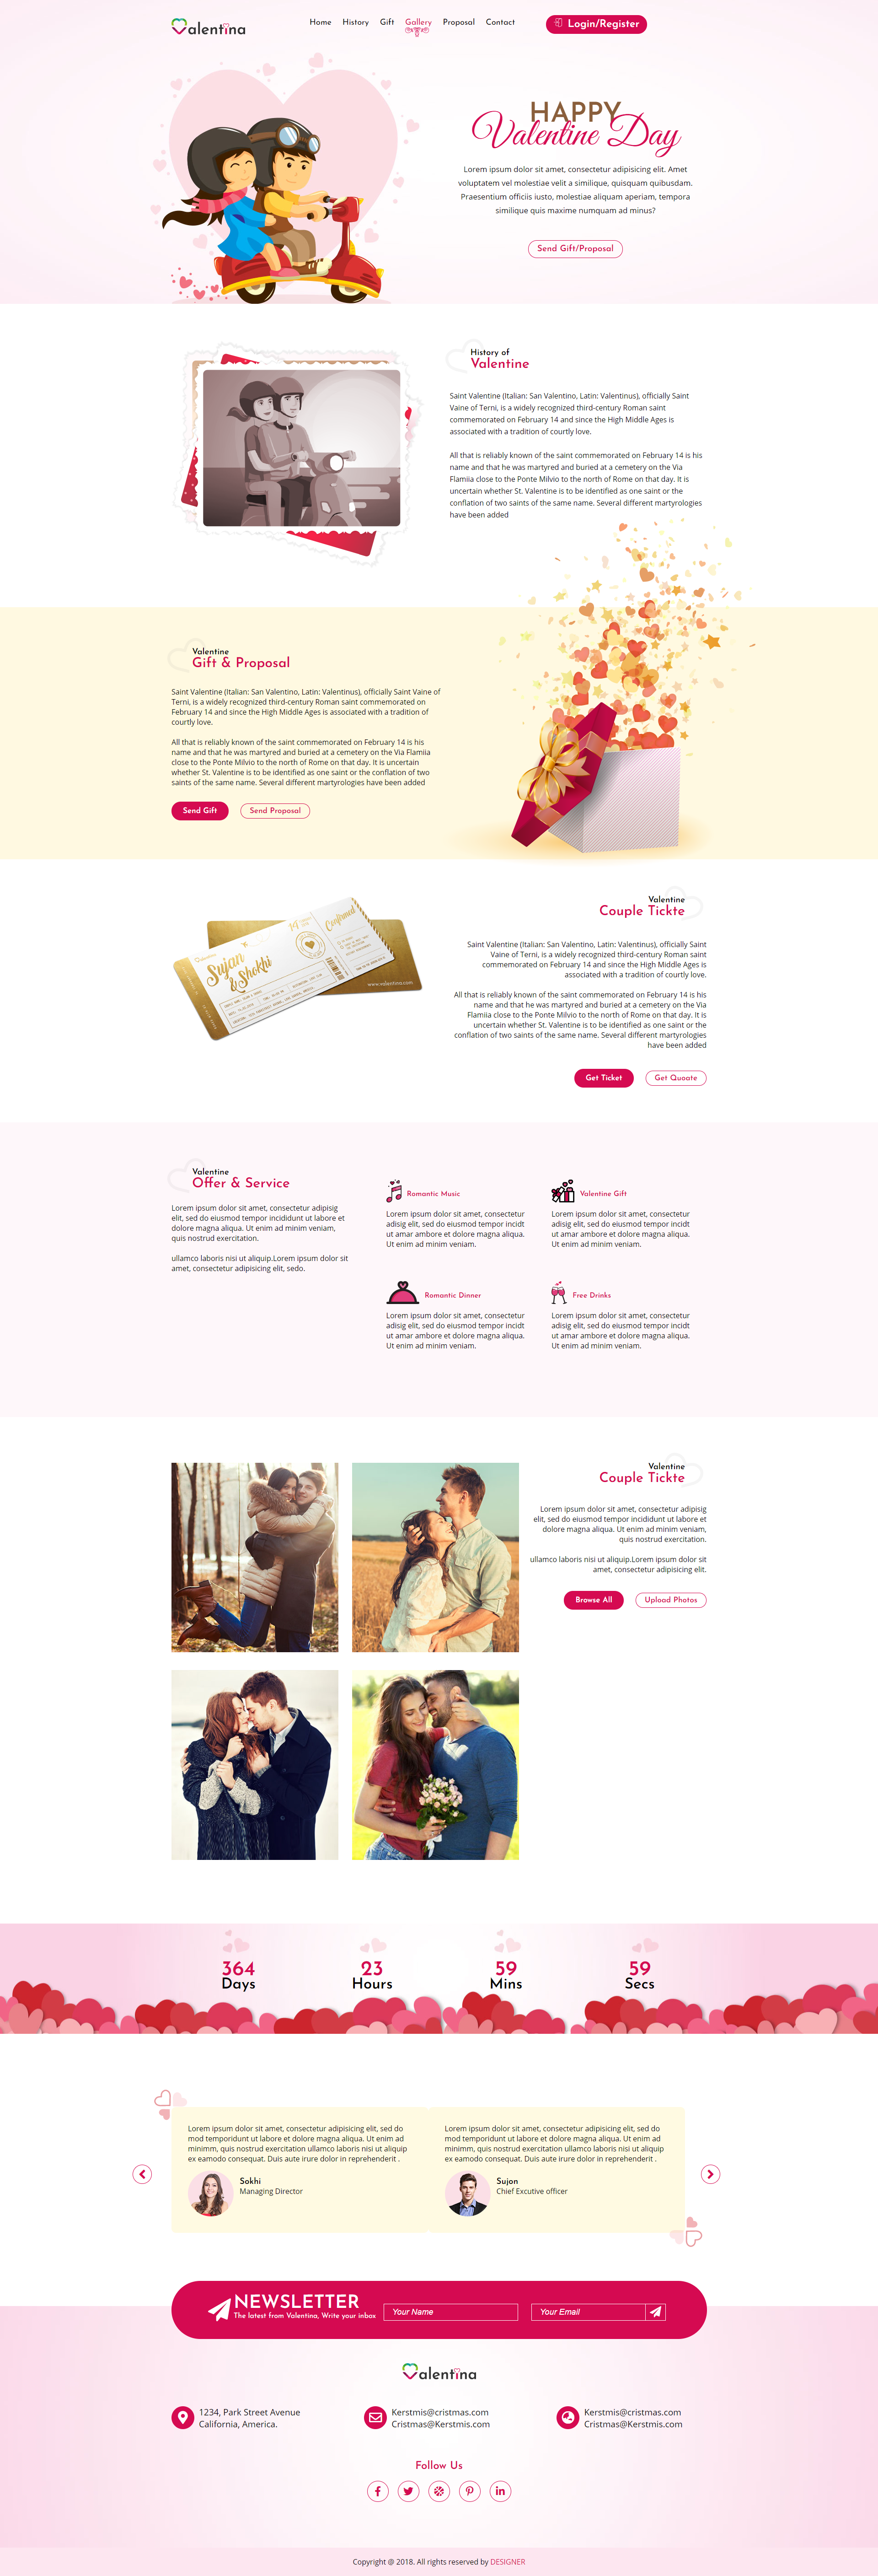 Valentina
Home History Gift Gallery Proposal Contact
Login/Register
HAPPY
Valentine Day
Lorem ipsum dolor sit amet, consectetur adipisicing elit. Amet
voluptatem vel molestiae velit a similique, quisquam quibusdam.
Praesentium officiis iusto, molestiae aliquam aperiam, tempora
similique quis maxime numquam ad minus?
Send Gift/Proposal
History of
Valentine
Saint Valentine (Italian: San Valentino, Latin: Valentinus), officially Saint
Vaine of Terni, is a widely recognized third-century Roman saint
commemorated on February 14 and since the High Middle Ages is
associated with a tradition of courtly love.
All that is reliably known of the saint commemorated on February 14 is his
name and that he was martyred and buried at a cemetery on the Via
Flamiia close to the Ponte Milvio to the north of Rome on that day. It is
uncertain whether St. Valentine is to be identified as one saint or the
conflation of two saints of the same name. Several different martyrologies
have been added
Valentine
Gift & Proposal
Saint Valentine (Italian: San Valentino, Latin: Valentinus), officially Saint Vaine of
Terni, is a widely recognized third-century Roman saint commemorated on
February 14 and since the High Middle Ages is associated with a tradition of
courtly love.
All that is reliably known of the saint commemorated on February 14 is his
name and that he was martyred and buried at a cemetery on the Via Flamiia
close to the Ponte Milvio to the north of Rome on that day. It is uncertain
whether St. Valentine is to be identified as one saint or the conflation of two
saints of the same name. Several different martyrologies have been added
Send Gift
Send Proposal
Sujan
& Shokhi
Confirmed
www.valentina.com
Valentine
Couple Tickte
Saint Valentine (Italian: San Valentino, Latin: Valentinus), officially Saint
Vaine of Terni, is a widely recognized third-century Roman saint
commemorated on February 14 and since the High Middle Ages is
associated with a tradition of courtly love.
All that is reliably known of the saint commemorated on February 14 is his
name and that he was martyred and buried at a cemetery on the Via
Flamiia close to the Ponte Milvio to the north of Rome on that day. It is
uncertain whether St. Valentine is to be identified as one saint or the
conflation of two saints of the same name. Several different martyrologies
have been added
Get Ticket
Get Quoate
Valentine
Offer & Service
Lorem ipsum dolor sit amet, consectetur adipisig
elit, sed do eiusmod tempor incididunt ut labore et
dolore magna aliqua. Ut enim ad minim veniam,
quis nostrud exercitation.
ullamco laboris nisi ut aliquip.Lorem ipsum dolor sit
amet, consectetur adipisicing elit, sedo.
Romantic Music
Lorem ipsum dolor sit amet, consectetur
adisig elit, sed do eiusmod tempor incidt
ut amar ambore et dolore magna aliqua.
Ut enim ad minim veniam.
Valentine Gift
Lorem ipsum dolor sit amet, consectetur
adisig elit, sed do eiusmod tempor incidt
ut amar ambore et dolore magna aliqua.
Ut enim ad minim veniam.
Romantic Dinner
Lorem ipsum dolor sit amet, consectetur
adisig elit, sed do eiusmod tempor incidt
ut amar ambore et dolore magna aliqua.
Ut enim ad minim veniam.
Free Drinks
Lorem ipsum dolor sit amet, consectetur
adisig elit, sed do eiusmod tempor incidt
ut amar ambore et dolore magna aliqua.
Ut enim ad minim veniam.
Valentine
Couple Tickte
Lorem ipsum dolor sit amet, consectetur adipisig
elit, sed do eiusmod tempor incididunt ut labore et
dolore magna aliqua. Ut enim ad minim veniam,
quis nostrud exercitation.
ullamco laboris nisi ut aliquip.Lorem ipsum dolor sit
amet, consectetur adipisicing elit.
Browse All
Upload Photos
364 23 59 59
Days Hours Mins Secs
Lorem ipsum dolor sit amet, consectetur adipisicing elit, sed do
mod temporidunt ut labore et dolore magna aliqua. Ut enim ad
minimm, quis nostrud exercitation ullamco laboris nisi ut aliquip
ex eamodo consequat. Duis aute irure dolor in reprehenderit .
Sokhi
Managing Director
Lorem ipsum dolor sit amet, consectetur adipisicing elit, sed do
mod temporidunt ut labore et dolore magna aliqua. Ut enim ad
minimm, quis nostrud exercitation ullamco laboris nisi ut aliquip
ex eamodo consequat. Duis aute irure dolor in reprehenderit .
Sujon
Chief Excutive officer
NEWSLETTER
The latest from Valentina, Write your inbox
Your Name
Your Email
Valentina
1234, Park Street Avenue
California, America.
Kerstmis@cristmas.com
Cristmas@Kerstmis.com
Kerstmis@cristmas.com
Cristmas@Kerstmis.com
Follow Us
Copyright @ 2018. All rights reserved by DESIGNER